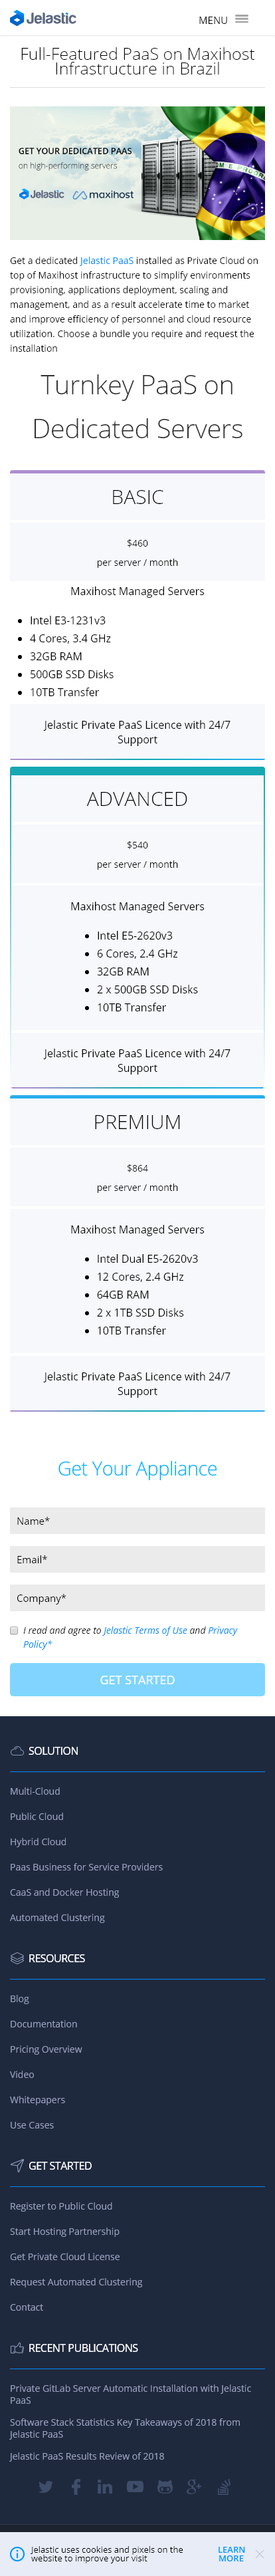 Jelastic
MENU
Full-Featured PaaS on Maxihost
Infrastructure in Brazil
GET YOUR DEDICATED PAAS
on high-performing servers
Jelastic maxihost
Get a dedicated Jelastic PaaS installed as Private Cloud on
top of Maxihost infrastructure to simplify environments
provisioning, applications deployment, scaling and
management, and as a result accelerate time to market
and improve efficiency of personnel and cloud resource
utilization. Choose a bundle you require and request the
installation
Turnkey PaaS on
Dedicated Servers
BASIC
$460
per server / month
Maxihost Managed Servers
Intel E3-1231v3
4 Cores, 3.4 GHz
32GB RAM
500GB SSD Disks
10TB Transfer
Jelastic Private PaaS Licence with 24/7
Support
ADVANCED
$540
per server / month
Maxihost Managed Servers
Intel E5-2620v3
6 Cores, 2.4 GHz
32GB RAM
2 x 500GB SSD Disks
10TB Transfer
Jelastic Private PaaS Licence with 24/7
Support
PREMIUM
$864
per server / month
Maxihost Managed Servers
Intel Dual E5-2620v3
12 Cores, 2.4 GHz
64GB RAM
2 x 1TB SSD Disks
10TB Transfer
Jelastic Private PaaS Licence with 24/7
Support
Get Your Appliance
Name*
Email*
Company*
I read and agree to Jelastic Terms of Use and Privacy
Policy*
GET STARTED
SOLUTION
Multi-Cloud
Public Cloud
Hybrid Cloud
Paas Business for Service Providers
CaaS and Docker Hosting
Automated Clustering
RESOURCES
Blog
Documentation
Pricing Overview
Video
Whitepapers
Use Cases
GET STARTED
Register to Public Cloud
Start Hosting Partnership
Get Private Cloud License
Request Automated Clustering
Contact
RECENT PUBLICATIONS
Private GitLab Server Automatic Installation with Jelastic
PaaS
Software Stack Statistics Key Takeaways of 2018 from
Jelastic PaaS
Jelastic PaaS Results Review of 2018
Jelastic uses cookies and pixels on the
website to improve your visit
LEARN
MORE